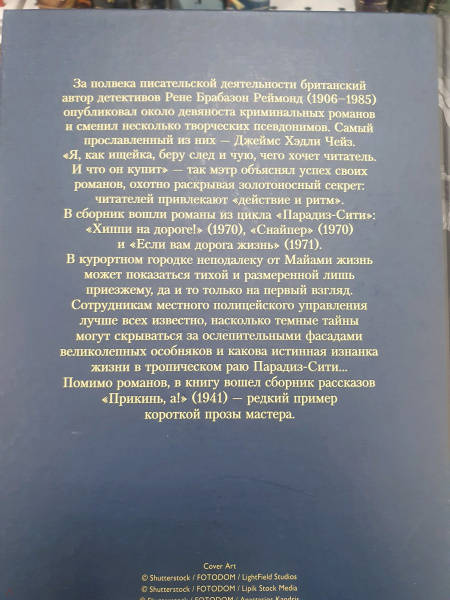 За полвека писательской деятельности британский
автор детективов Рене Брабазон Реймонд (1906–1985)
опубликовал около девяноста криминальных романов
и сменил несколько творческих псевдонимов. Самый
прославленный из них — Джеймс Хэдли Чейз.
«Я, как ищейка, беру след и чую, чего хочет читатель.
И что он купит» — так мэтр объяснял успех своих
романов, охотно раскрывая золотоносный секрет:
читателей привлекают «действие и ритм».
В сборник вошли романы из цикла «Парадиз-Сити»:
«Хиппи на дороге!» (1970), «Снайпер» (1970)
и «Если вам дорога жизнь» (1971).
В курортном городке неподалеку от Майами жизнь
может показаться тихой и размеренной лишь
приезжему, да и то только на первый взгляд.
Сотрудникам местного полицейского управления
лучше всех известно, насколько темные тайны
могут скрываться за ослепительными фасадами
великолепных особняков и какова истинная изнанка
жизни в тропическом раю Парадиз-Сити...
Помимо романов, в книгу вошел сборник рассказов
«Прикинь, а!» (1941) — редкий пример
короткой прозы мастера.
Cover Art
© Shutterstock / FOTODOM / LightField Studios
© Shutterstock / FOTODOM / Lipik Stock Media
© Shutterstock / FOTODOM / Anastasios Kandris